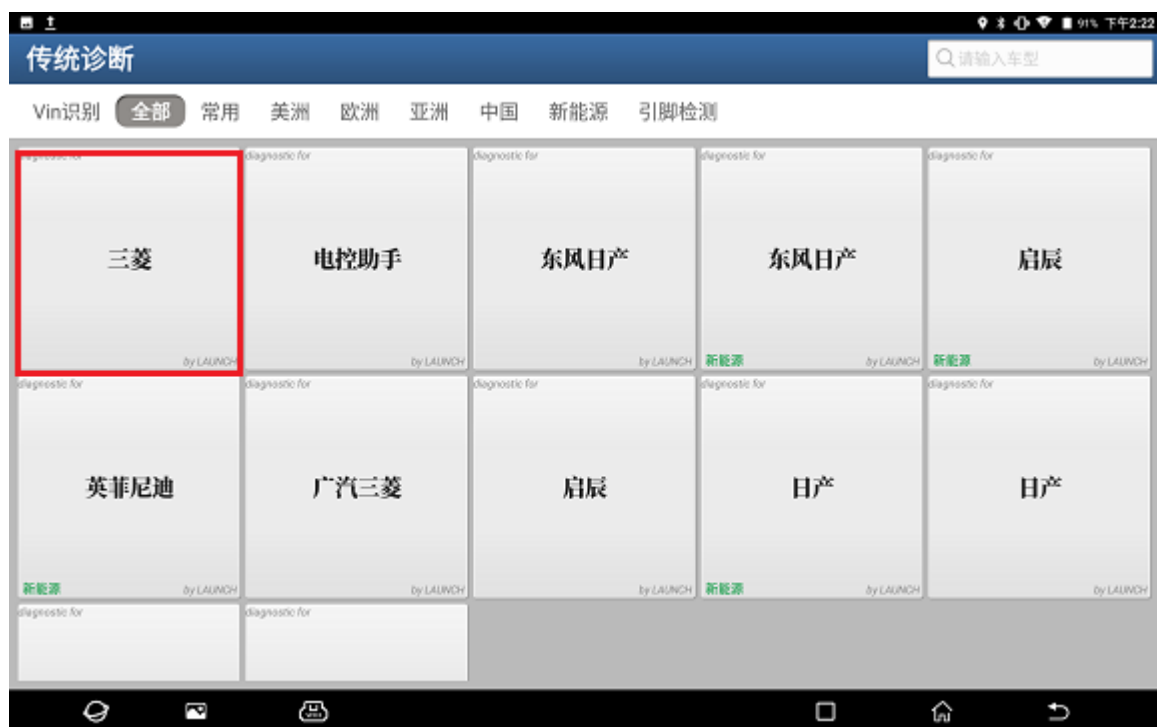 91% 下午2:22
传统诊断
请输入车型
Vin识别 全部 常用 美洲 欧洲 亚洲 中国 新能源 引脚检测
diagnostic for diagnostic for diagnostic for diagnostic for diagnostic for
三菱 电控助手 东风日产 东风日产 启辰
by LAUNCH by LAUNCH by LAUNCH 新能源 by LAUNCH 新能源 by LAUNCH
diagnostic for diagnostic for diagnostic for diagnostic for diagnostic for
英菲尼迪 广汽三菱 启辰 日产 日产
新能源 by LAUNCH by LAUNCH by LAUNCH 新能源 by LAUNCH by LAUNCH
diagnostic for diagnostic for